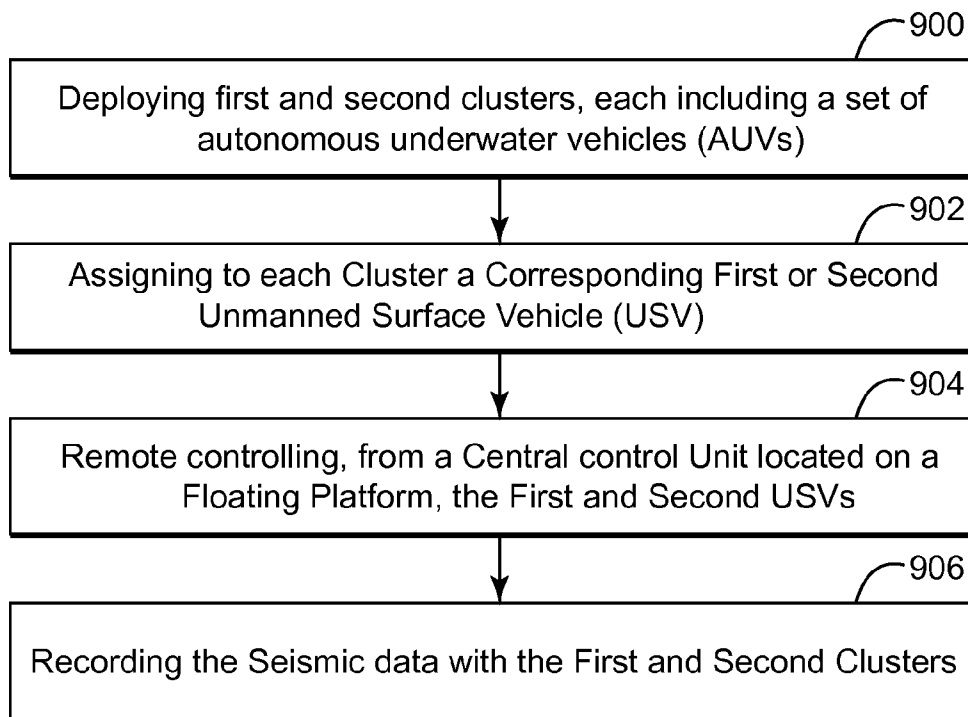 900
Deploying first and second clusters, each including a set of
autonomous underwater vehicles (AUVs)
902
Assigning to each Cluster a Corresponding First or Second
Unmanned Surface Vehicle (USV)
904
Remote controlling, from a Central control Unit located on a
Floating Platform, the First and Second USVs
906
Recording the Seismic data with the First and Second Clusters